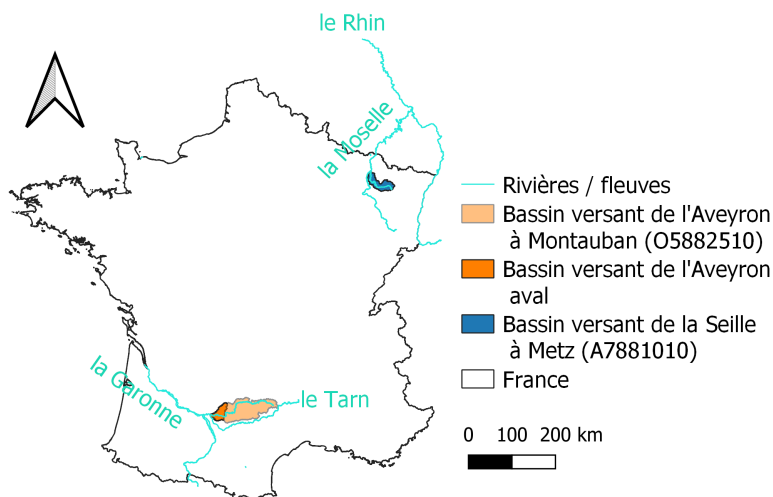 le Rhin
la Moselle
Rivières / fleuves
Bassin versant de l'Aveyron
à Montauban (O5882510)
Bassin versant de l'Aveyron
aval
Bassin versant de la Seille
à Metz (A7881010)
France
la Garonne
le Tarn
0 100 200 km